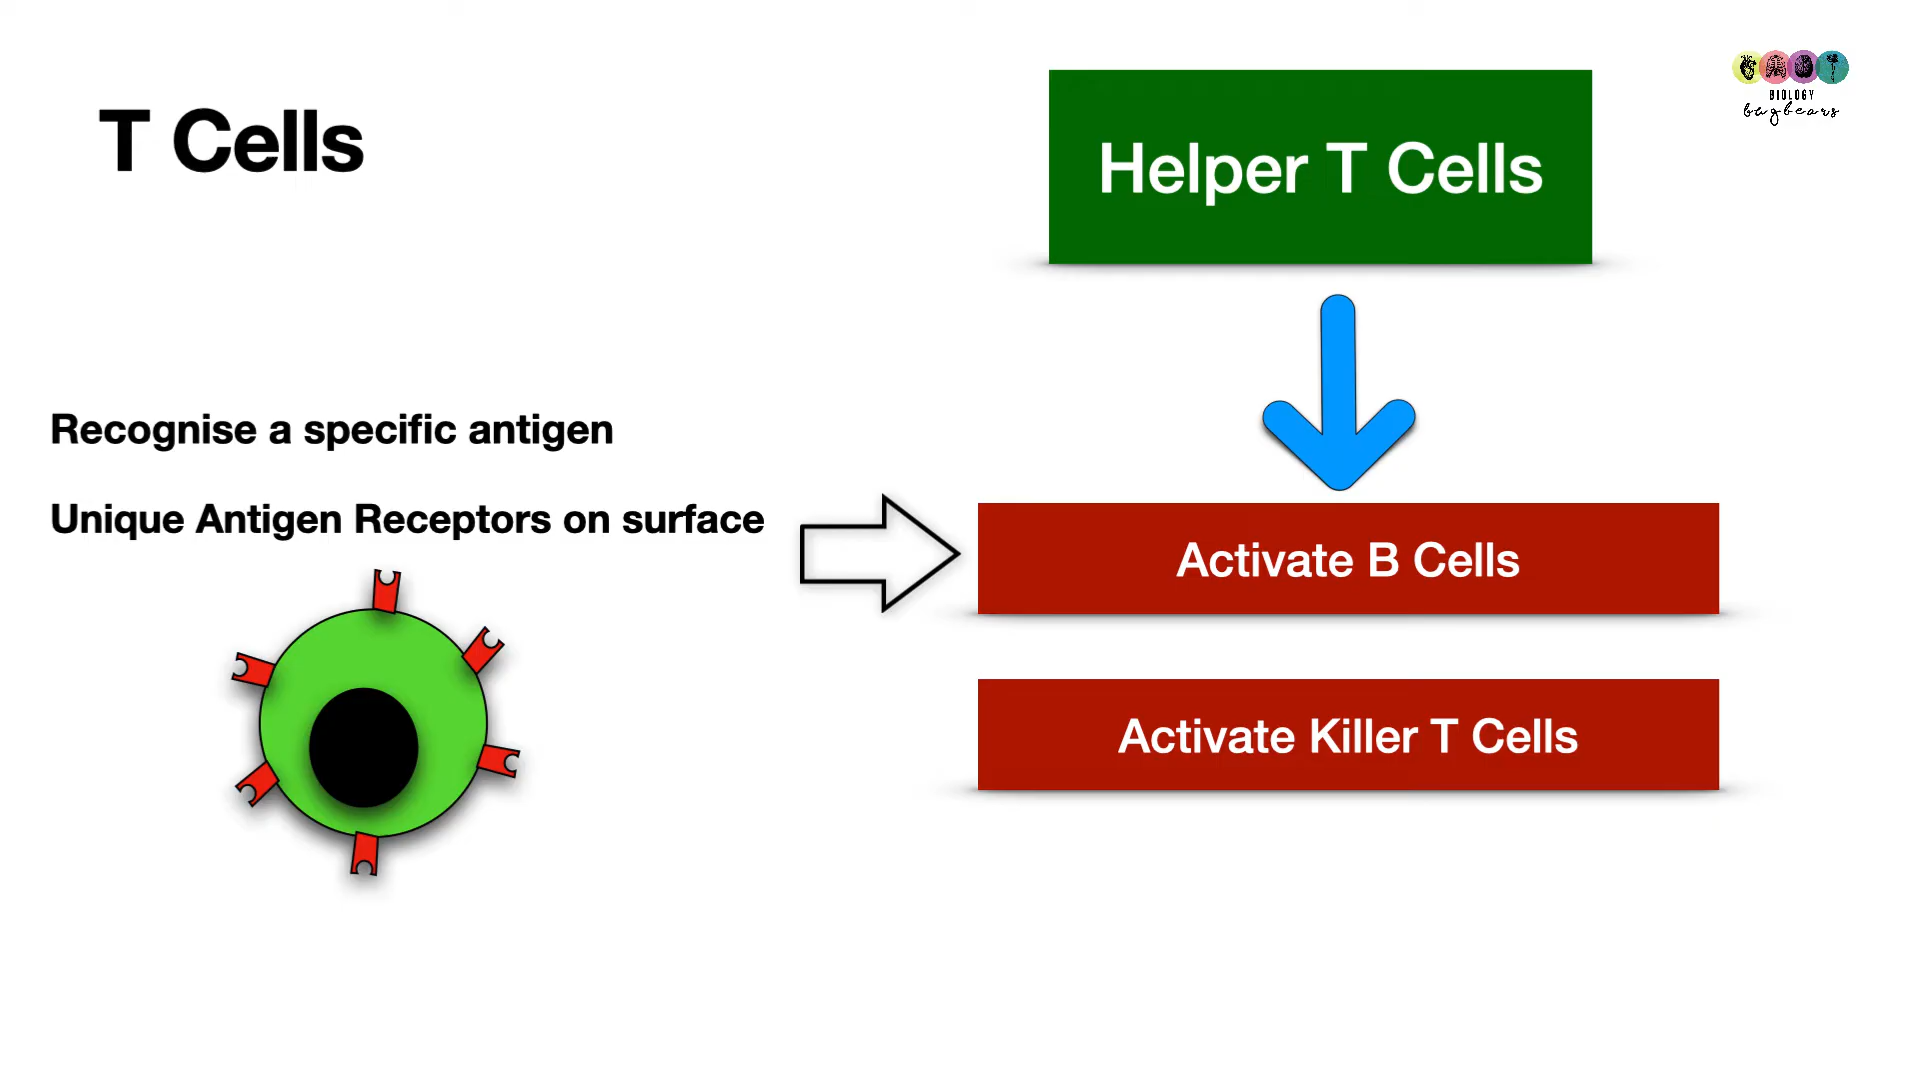 T Cells
Helper T Cells
BIOLOGY
bugbears
Recognise a specific antigen
Unique Antigen Receptors on surface
Activate B Cells
Activate Killer T Cells